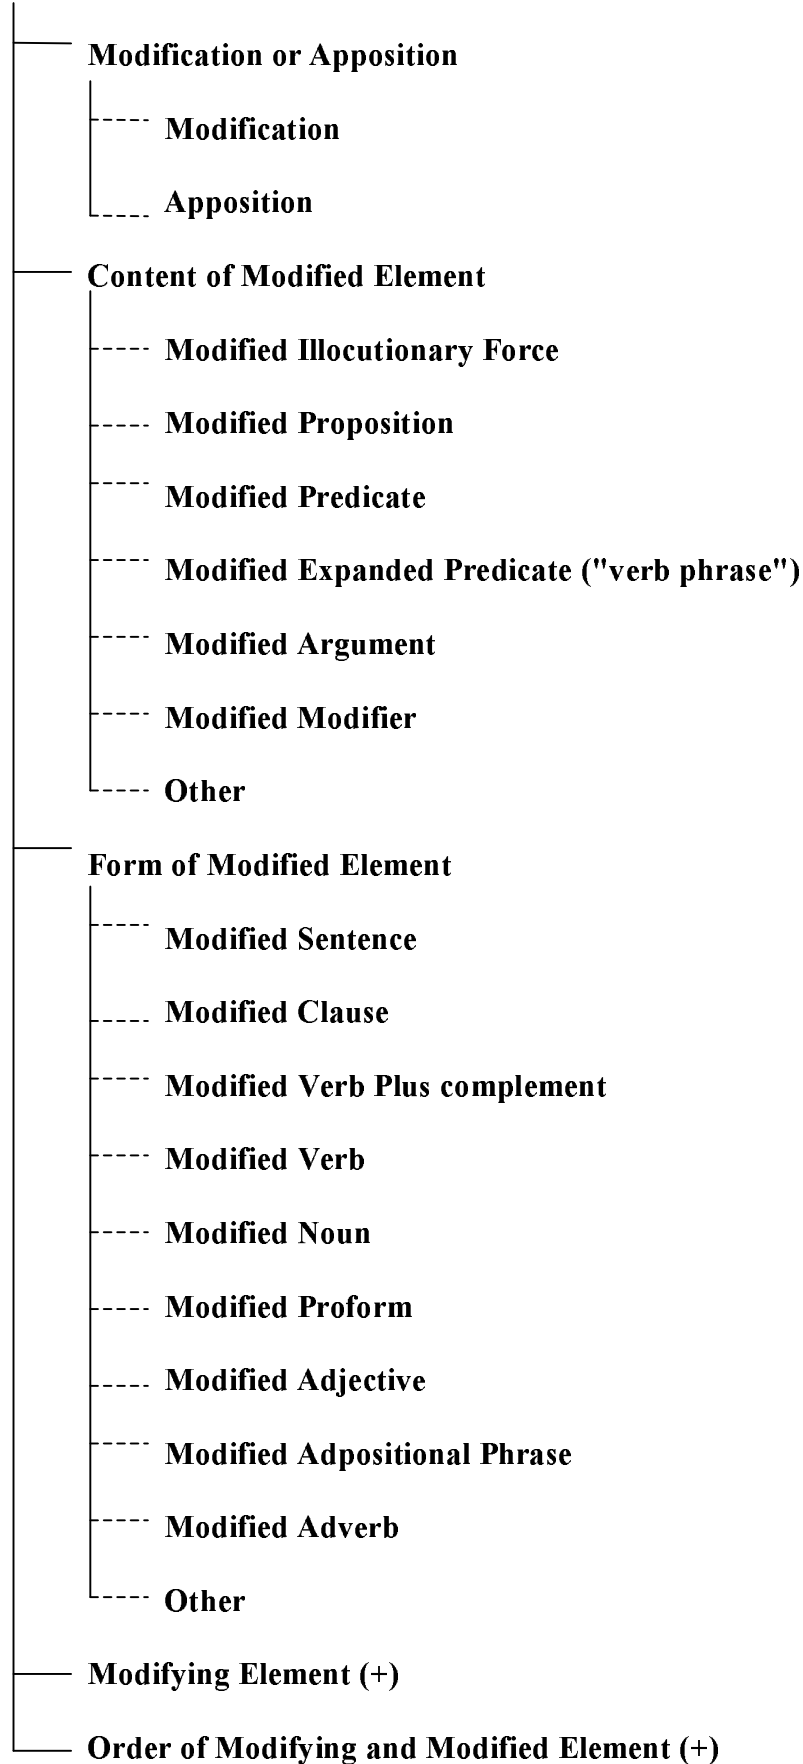 Modification or Apposition
Modification
Apposition
Content of Modified Element
Modified Illocutionary Force
Modified Proposition
Modified Predicate
Modified Expanded Predicate ("verb phrase")
Modified Argument
Modified Modifier
Other
Form of Modified Element
Modified Sentence
Modified Clause
Modified Verb Plus complement
Modified Verb
Modified Noun
Modified Proform
Modified Adjective
Modified Adpositional Phrase
Modified Adverb
Other
Modifying Element (+)
Order of Modifying and Modified Element (+)